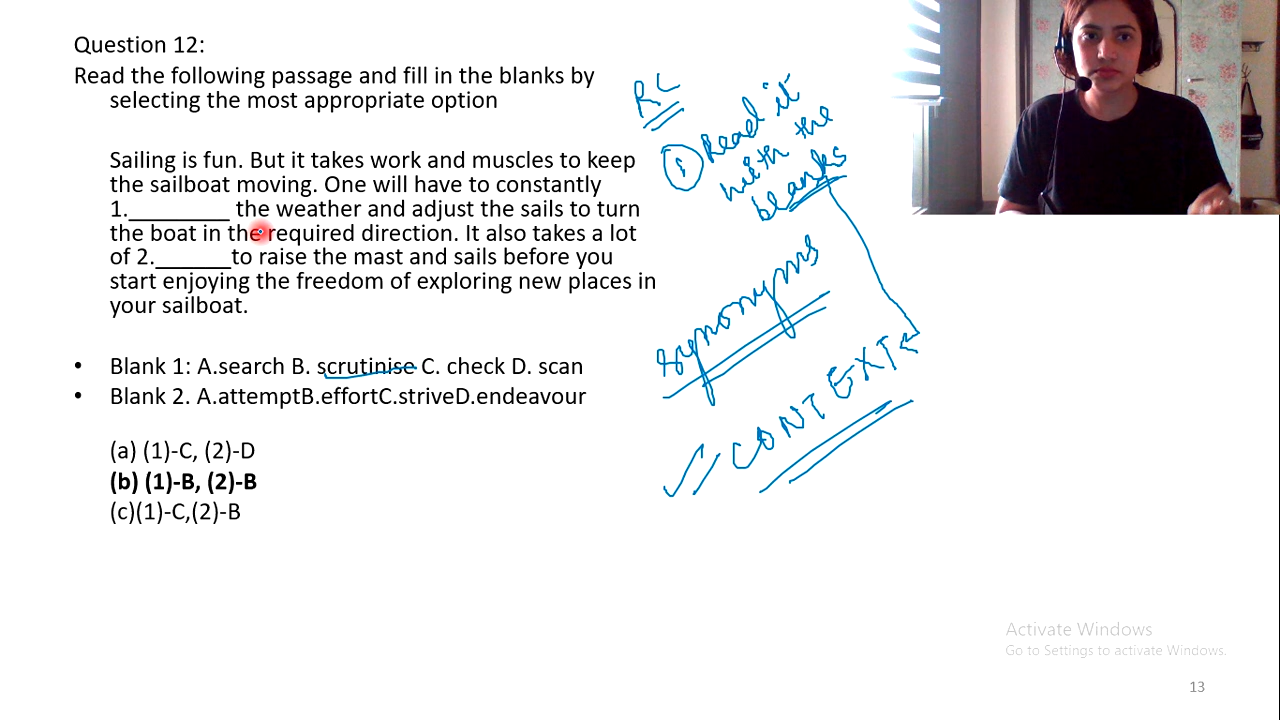 Question 12:
Read the following passage and fill in the blanks by
selecting the most appropriate option
Sailing is fun. But it takes work and muscles to keep
the sailboat moving. One will have to constantly
1.________ the weather and adjust the sails to turn
the boat in the required direction. It also takes a lot
of 2.______to raise the mast and sails before you
start enjoying the freedom of exploring new places in
your sailboat.
• Blank 1: A.search B. scrutinise C. check D. scan
• Blank 2. A.attemptB.effortC.striveD.endeavour
(a) (1)-C, (2)-D
(b) (1)-B, (2)-B
(c)(1)-C,(2)-B
RC
1 Read it
with the
blanks
synonyms
CONTEXT
Activate Windows
Go to Settings to activate Windows.
13